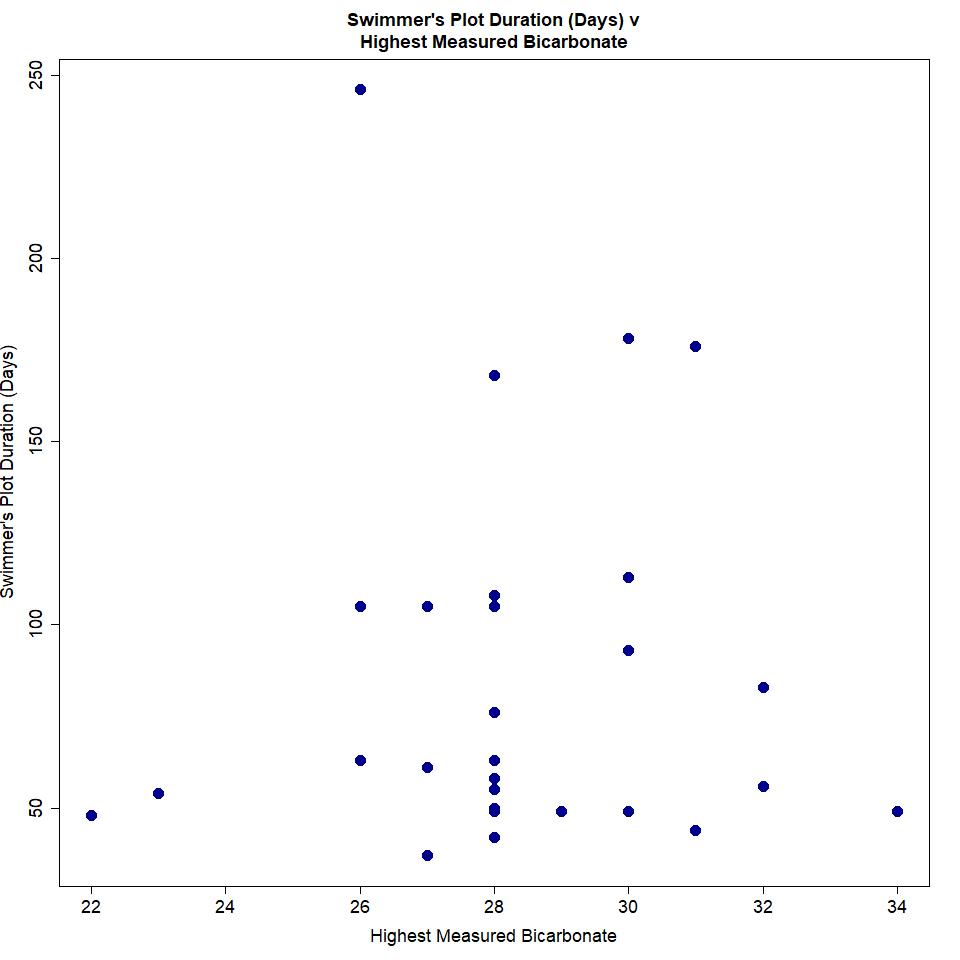 Swimmer's Plot Duration (Days) v
Highest Measured Bicarbonate
Swimmer's Plot Duration (Days)
250
200
150
100
50
22 24 26 28 30 32 34
Highest Measured Bicarbonate